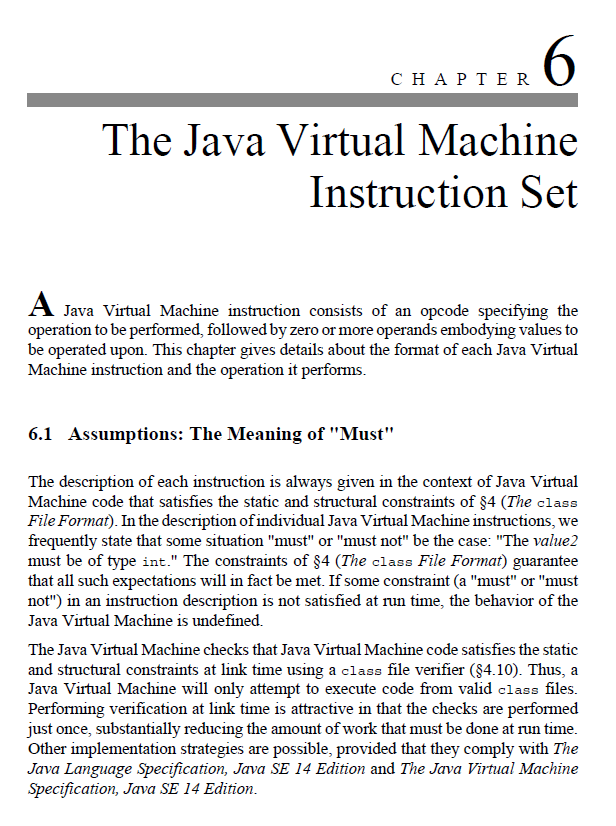 CHAPTER 6
The Java Virtual Machine
Instruction Set
A Java Virtual Machine instruction consists of an opcode specifying the
operation to be performed, followed by zero or more operands embodying values to
be operated upon. This chapter gives details about the format of each Java Virtual
Machine instruction and the operation it performs.
6.1 Assumptions: The Meaning of "Must"
The description of each instruction is always given in the context of Java Virtual
Machine code that satisfies the static and structural constraints of §4 (The class
File Format). In the description of individual Java Virtual Machine instructions, we
frequently state that some situation "must" or "must not" be the case: "The value2
must be of type int." The constraints of §4 (The class File Format) guarantee
that all such expectations will in fact be met. If some constraint (a "must" or "must
not") in an instruction description is not satisfied at run time, the behavior of the
Java Virtual Machine is undefined.
The Java Virtual Machine checks that Java Virtual Machine code satisfies the static
and structural constraints at link time using a class file verifier (§4.10). Thus, a
Java Virtual Machine will only attempt to execute code from valid class files.
Performing verification at link time is attractive in that the checks are performed
just once, substantially reducing the amount of work that must be done at run time.
Other implementation strategies are possible, provided that they comply with The
Java Language Specification, Java SE 14 Edition and The Java Virtual Machine
Specification, Java SE 14 Edition.